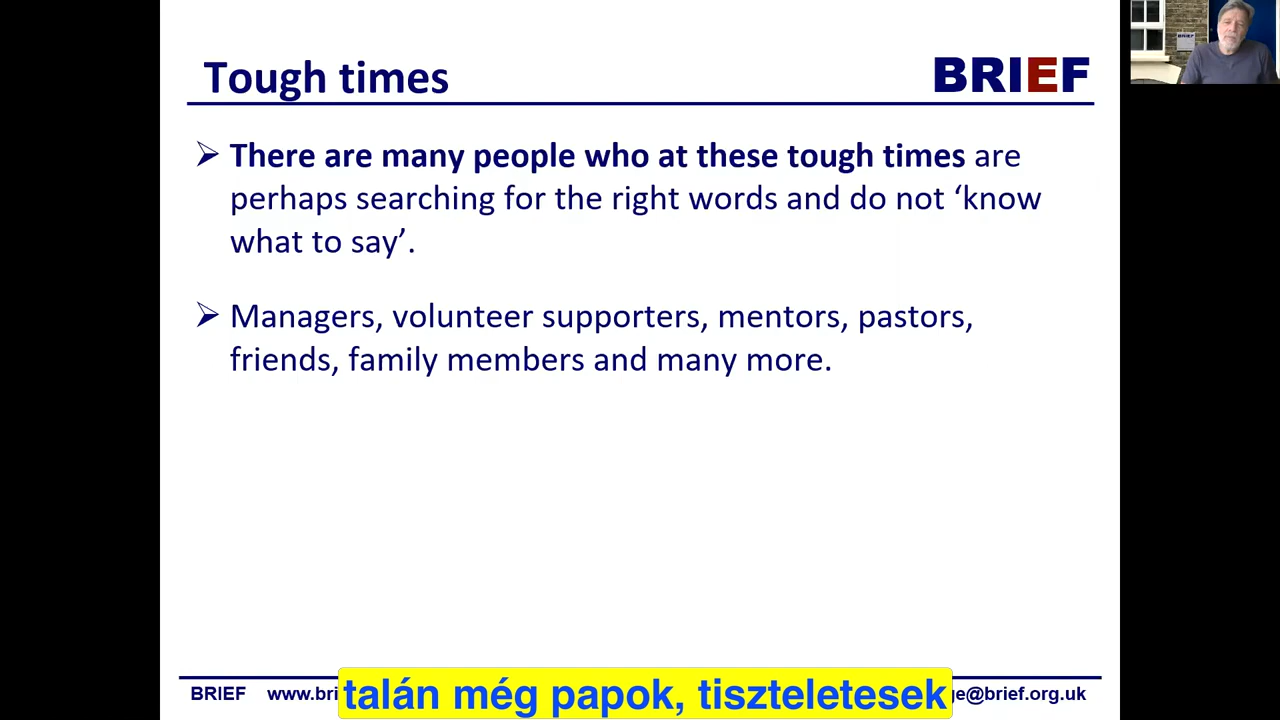 Tough times
BRIEF
BRIEF
There are many people who at these tough times are
perhaps searching for the right words and do not ‘know
what to say’.
Managers, volunteer supporters, mentors, pastors,
friends, family members and many more.
BRIEF www.bri
ge@brief.org.uk
talán még papok, tiszteletesek